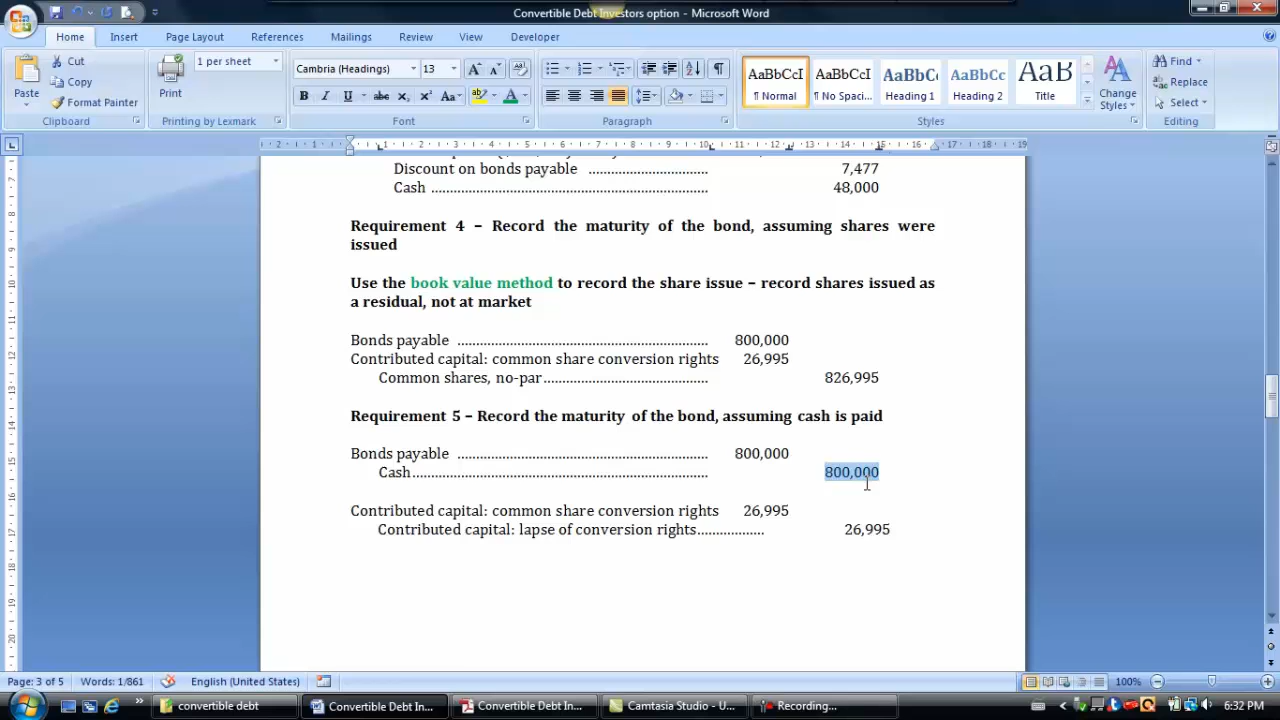 Convertible Debt Investors option - Microsoft Word
Home Insert Page Layout References Mailings Review View Developer
Paste
Cut
Copy
Format Painter
Clipboard
Print
1 per sheet
Printing by Lexmark
Cambria (Headings) 13
Font
Paragraph
AaBbCcI AaBbCcI AaBbCc AaBbCc AaB
¶ Normal ¶ No Spaci... Heading 1 Heading 2 Title
Change Styles
Styles
Find
Replace
Select
Editing
Discount on bonds payable 7,477
Cash 48,000
Requirement 4 – Record the maturity of the bond, assuming shares were
issued
Use the book value method to record the share issue – record shares issued as
a residual, not at market
Bonds payable 800,000
Contributed capital: common share conversion rights 26,995
Common shares, no-par 826,995
Requirement 5 – Record the maturity of the bond, assuming cash is paid
Bonds payable 800,000
Cash 800,000
Contributed capital: common share conversion rights 26,995
Contributed capital: lapse of conversion rights 26,995
Page: 3 of 5 Words: 1/861 English (United States) 100%
convertible debt Convertible Debt In... Convertible Debt In... Camtasia Studio - U... Recording... 6:32 PM